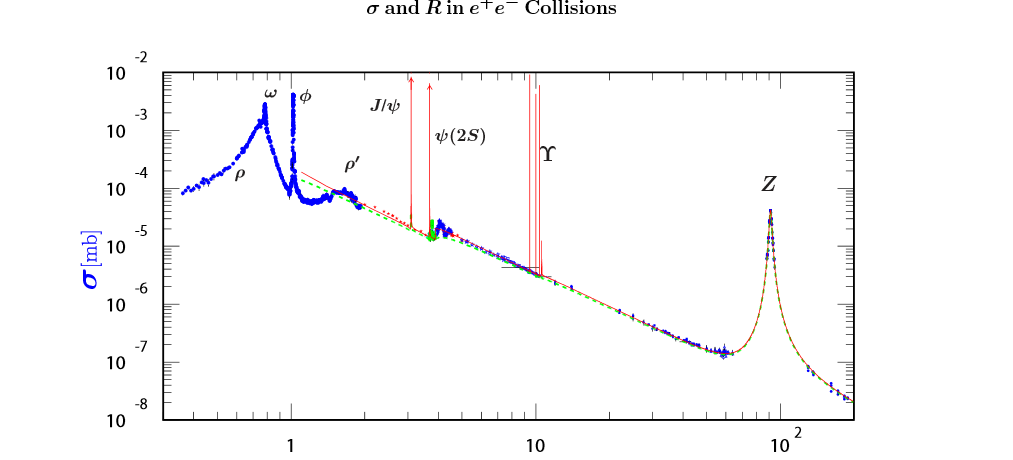 σ and R in e⁺e⁻ Collisions
10⁻²
ω
ϕ
J/ψ
10⁻³
ψ(2S)
ρ′
Υ
ρ
10⁻⁴
Z
10⁻⁵
σ[mb]
10⁻⁶
10⁻⁷
10⁻⁸
1 10 10²